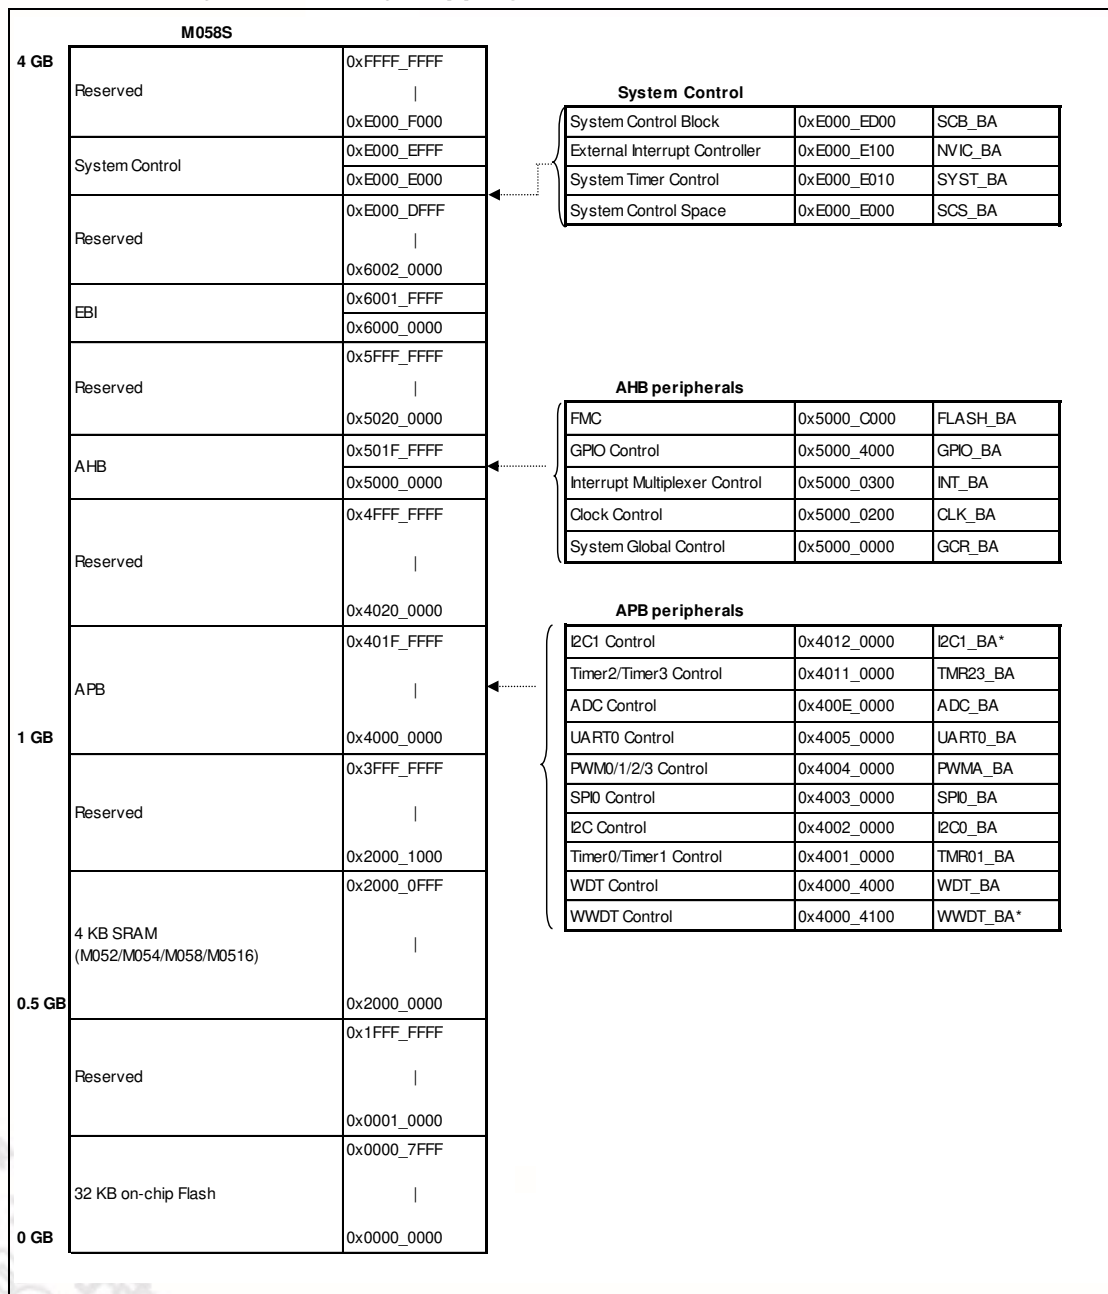 M058S
4 GB
Reserved
0xFFFF_FFFF
|
0xE000_F000
System Control
0xE000_EFFF
0xE000_E000
Reserved
0xE000_DFFF
|
0x6002_0000
EBI
0x6001_FFFF
0x6000_0000
Reserved
0x5FFF_FFFF
|
0x5020_0000
AHB
0x501F_FFFF
0x5000_0000
Reserved
0x4FFF_FFFF
|
0x4020_0000
APB
0x401F_FFFF
|
1 GB
0x4000_0000
Reserved
0x3FFF_FFFF
|
0x2000_1000
4 KB SRAM
(M052/M054/M058/M0516)
0x2000_0FFF
|
0.5 GB
0x2000_0000
Reserved
0x1FFF_FFFF
|
0x0001_0000
32 KB on-chip Flash
0x0000_7FFF
|
0 GB
0x0000_0000
System Control
System Control Block 0xE000_ED00 SCB_BA
External Interrupt Controller 0xE000_E100 NVIC_BA
System Timer Control 0xE000_E010 SYST_BA
System Control Space 0xE000_E000 SCS_BA
AHB peripherals
FMC 0x5000_C000 FLASH_BA
GPIO Control 0x5000_4000 GPIO_BA
Interrupt Multiplexer Control 0x5000_0300 INT_BA
Clock Control 0x5000_0200 CLK_BA
System Global Control 0x5000_0000 GCR_BA
APB peripherals
I2C1 Control 0x4012_0000 I2C1_BA*
Timer2/Timer3 Control 0x4011_0000 TMR23_BA
ADC Control 0x400E_0000 ADC_BA
UART0 Control 0x4005_0000 UART0_BA
PWM0/1/2/3 Control 0x4004_0000 PWMA_BA
SPI0 Control 0x4003_0000 SPI0_BA
I2C Control 0x4002_0000 I2C0_BA
Timer0/Timer1 Control 0x4001_0000 TMR01_BA
WDT Control 0x4000_4000 WDT_BA
WWDT Control 0x4000_4100 WWDT_BA*